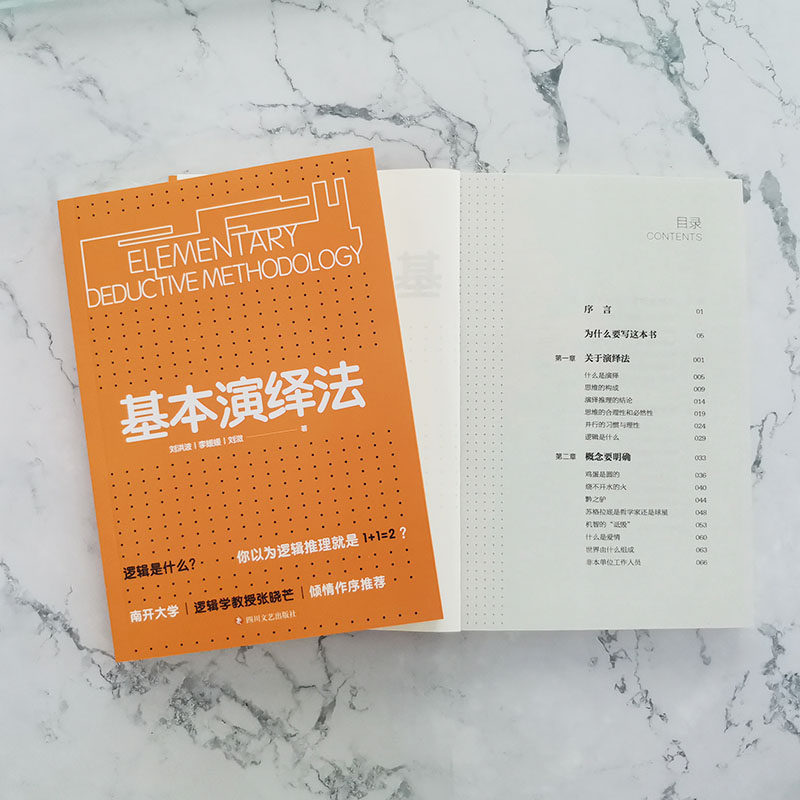 ELEMENTARY
DEDUCTIVE METHODOLOGY
基本演绎法
刘洪波 | 李媛媛 | 刘潋 著
逻辑是什么?
你以为逻辑推理就是 1+1=2 ?
南开大学 | 逻辑学教授张晓芒 | 倾情作序推荐
四川文艺出版社
目录
CONTENTS
序 言 01
为什么要写这本书 05
第一章 关于演绎法 001
什么是演绎 005
思维的构成 009
演绎推理的结论 014
思维的合理性和必然性 019
并行的习惯与理性 024
逻辑是什么 029
第二章 概念要明确 033
鸡蛋是圆的 036
烧不开水的火 040
黔之驴 044
苏格拉底是哲学家还是球星 048
机智的“诋毁” 053
什么是爱情 060
世界由什么组成 063
非本单位工作人员 066